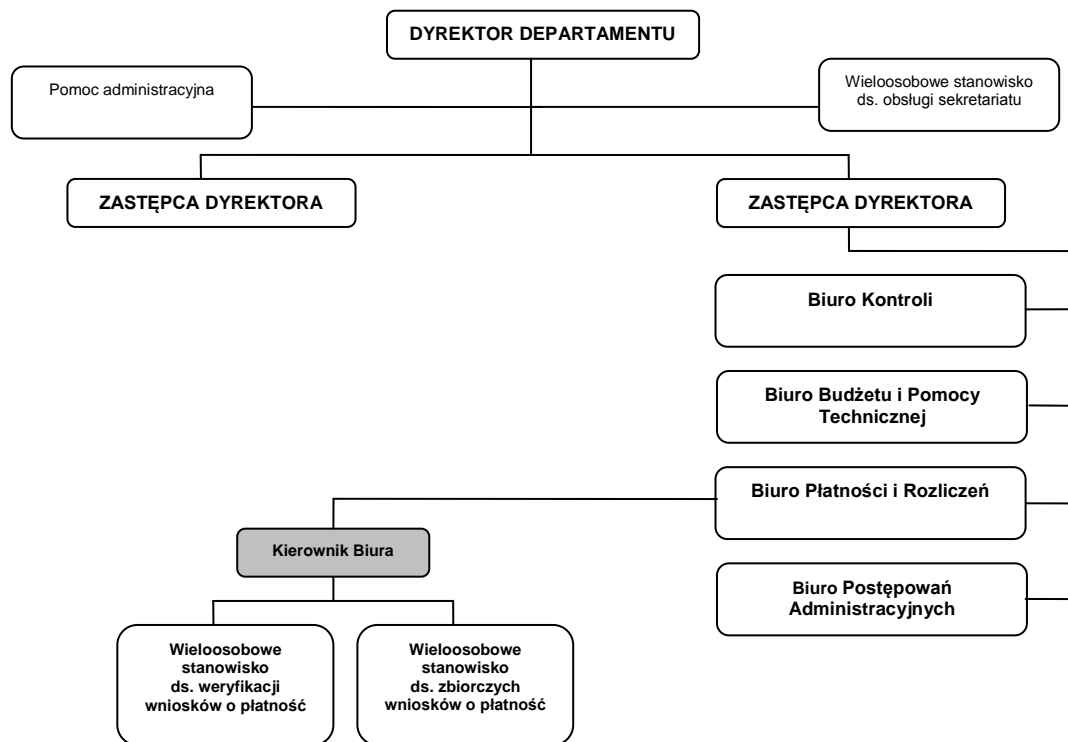 DYREKTOR DEPARTAMENTU
Pomoc administracyjna
Wieloosobowe stanowisko
ds. obsługi sekretariatu
ZASTĘPCA DYREKTORA
ZASTĘPCA DYREKTORA
Biuro Kontroli
Biuro Budżetu i Pomocy
Technicznej
Biuro Płatności i Rozliczeń
Kierownik Biura
Biuro Postępowań
Administracyjnych
Wieloosobowe
stanowisko
ds. weryfikacji
wniosków o płatność
Wieloosobowe
stanowisko
ds. zbiorczych
wniosków o płatność